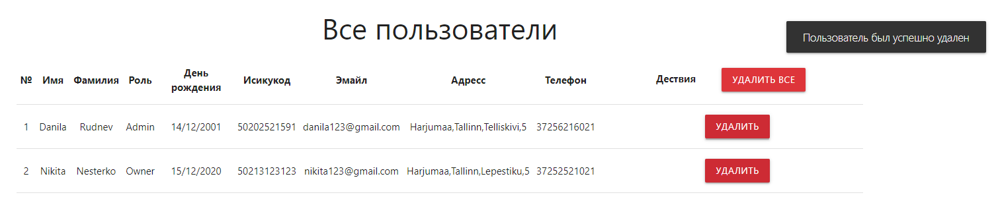 Все пользователи
Пользователь был успешно удален
№ Имя Фамилия Роль День рождения Исикукод Эмайл Адресс Телефон Дествия УДАЛИТЬ ВСЕ
1 Danila Rudnev Admin 14/12/2001 50202521591 danila123@gmail.com Harjumaa,Tallinn,Telliskivi,5 37256216021 УДАЛИТЬ
2 Nikita Nesterko Owner 15/12/2020 50213123123 nikita123@gmail.com Harjumaa,Tallinn,Lepestiku,5 37252521021 УДАЛИТЬ